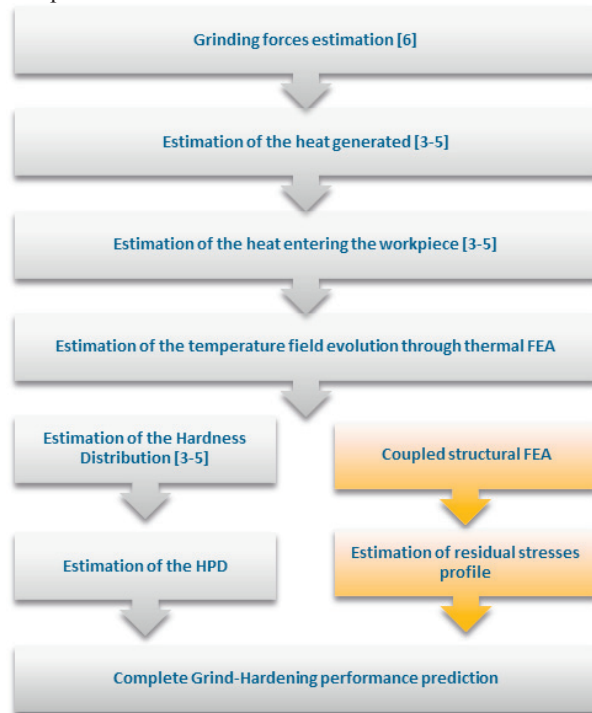 Grinding forces estimation [6]
Estimation of the heat generated [3-5]
Estimation of the heat entering the workpiece [3-5]
Estimation of the temperature field evolution through thermal FEA
Estimation of the Hardness
Distribution [3-5]
Coupled structural FEA
Estimation of the HPD
Estimation of residual stresses
profile
Complete Grind-Hardening performance prediction